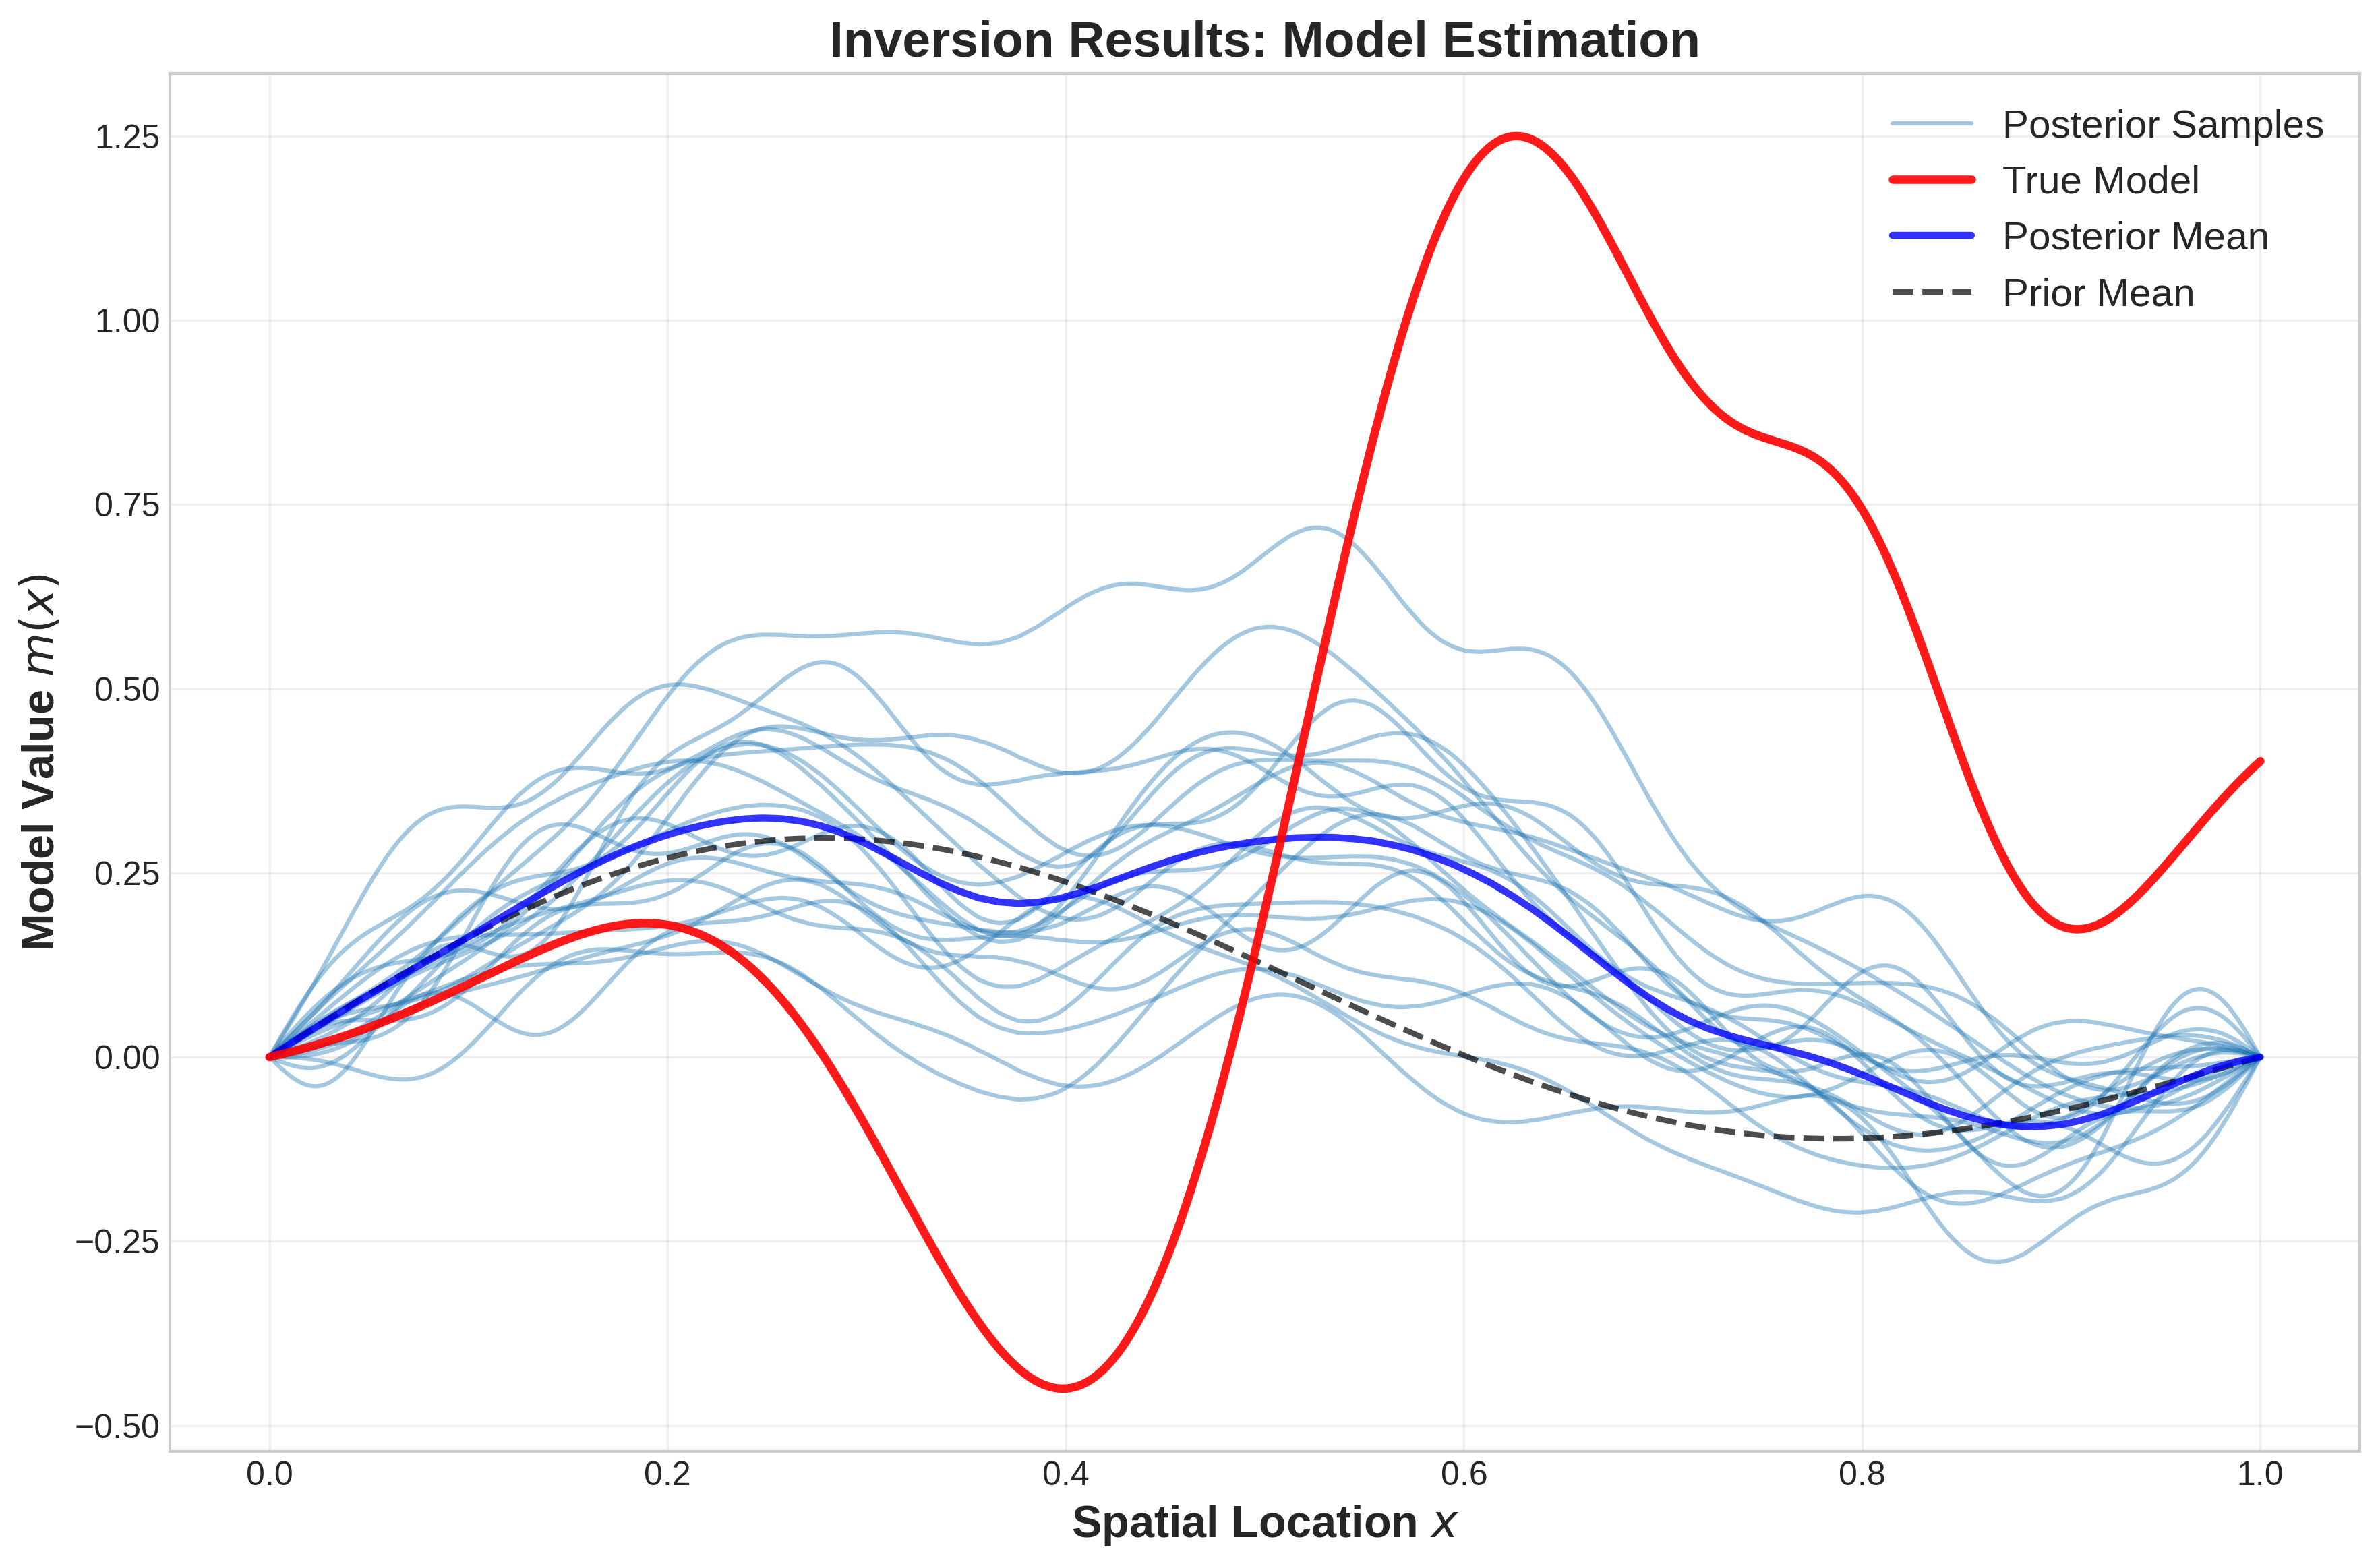 Inversion Results: Model Estimation
Posterior Samples
True Model
Posterior Mean
Prior Mean
Model Value m(x)
1.25
1.00
0.75
0.50
0.25
0.00
−0.25
−0.50
0.0 0.2 0.4 0.6 0.8 1.0
Spatial Location x